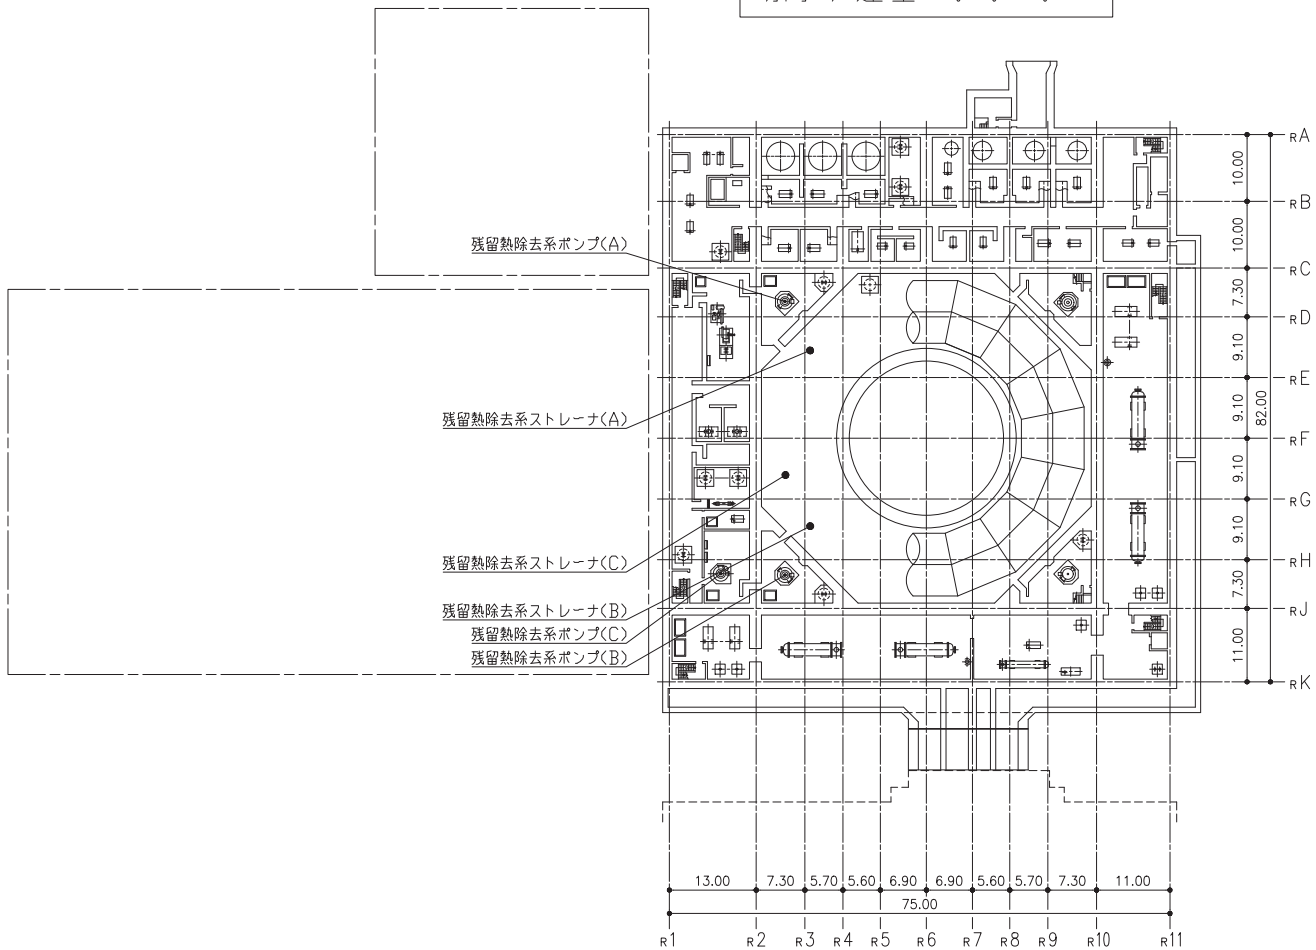 残留熱除去系ポンプ(A)
残留熱除去系ストレーナ(A)
残留熱除去系ストレーナ(C)
残留熱除去系ストレーナ(B)
残留熱除去系ポンプ(C)
残留熱除去系ポンプ(B)
RA
10.00
RB
10.00
RC
7.30
RD
9.10
RE
9.10
82.00
RF
9.10
RG
9.10
RH
7.30
RJ
11.00
RK
13.00 7.30 5.70 5.60 6.90 6.90 5.60 5.70 7.30 11.00
75.00
R1 R2 R3 R4 R5 R6 R7 R8 R9 R10 R11